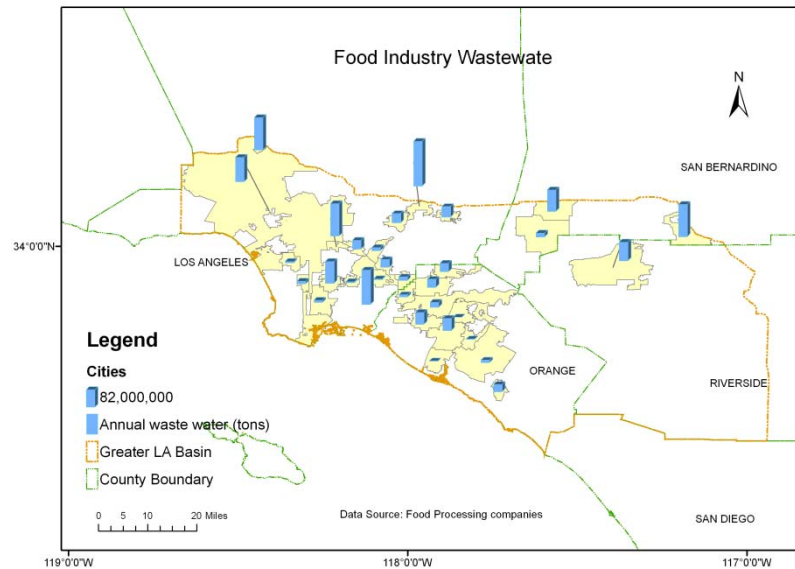 Food Industry Wastewate
N
SAN BERNARDINO
34°0'0"N
LOS ANGELES
Legend
Cities
82,000,000
Annual waste water (tons)
Greater LA Basin
County Boundary
ORANGE
RIVERSIDE
0 5 10 20 Miles
Data Source: Food Processing companies
SAN DIEGO
119°0'0"W
118°0'0"W
117°0'0"W